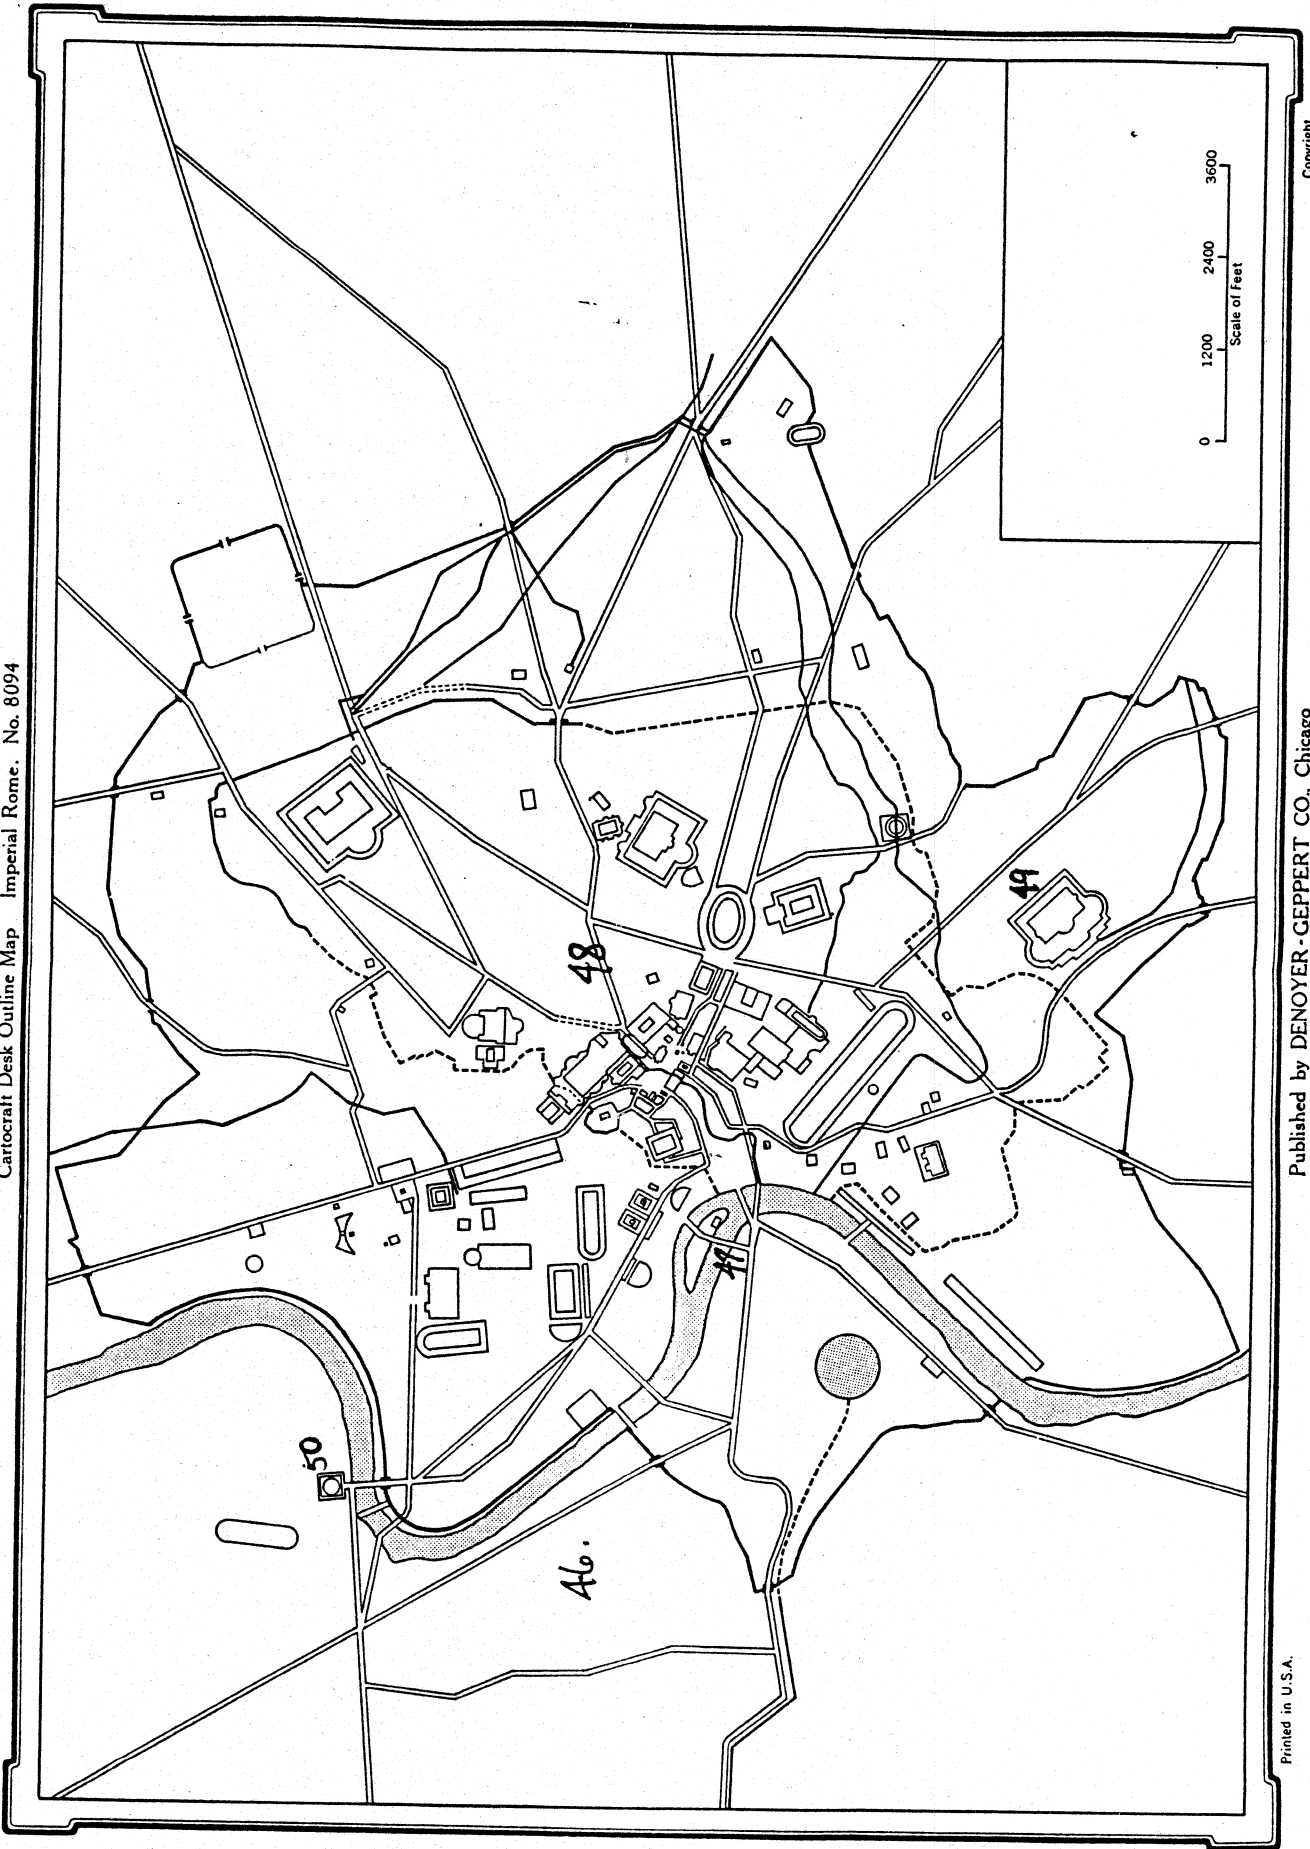 Cartocraft Desk Outline Map Imperial Rome. No. 8094
50
46.
47
48
49
0 1200 2400 3600
Scale of Feet
Printed in U.S.A.
Published by DENOYER-GEPPERT CO., Chicago
Copyright